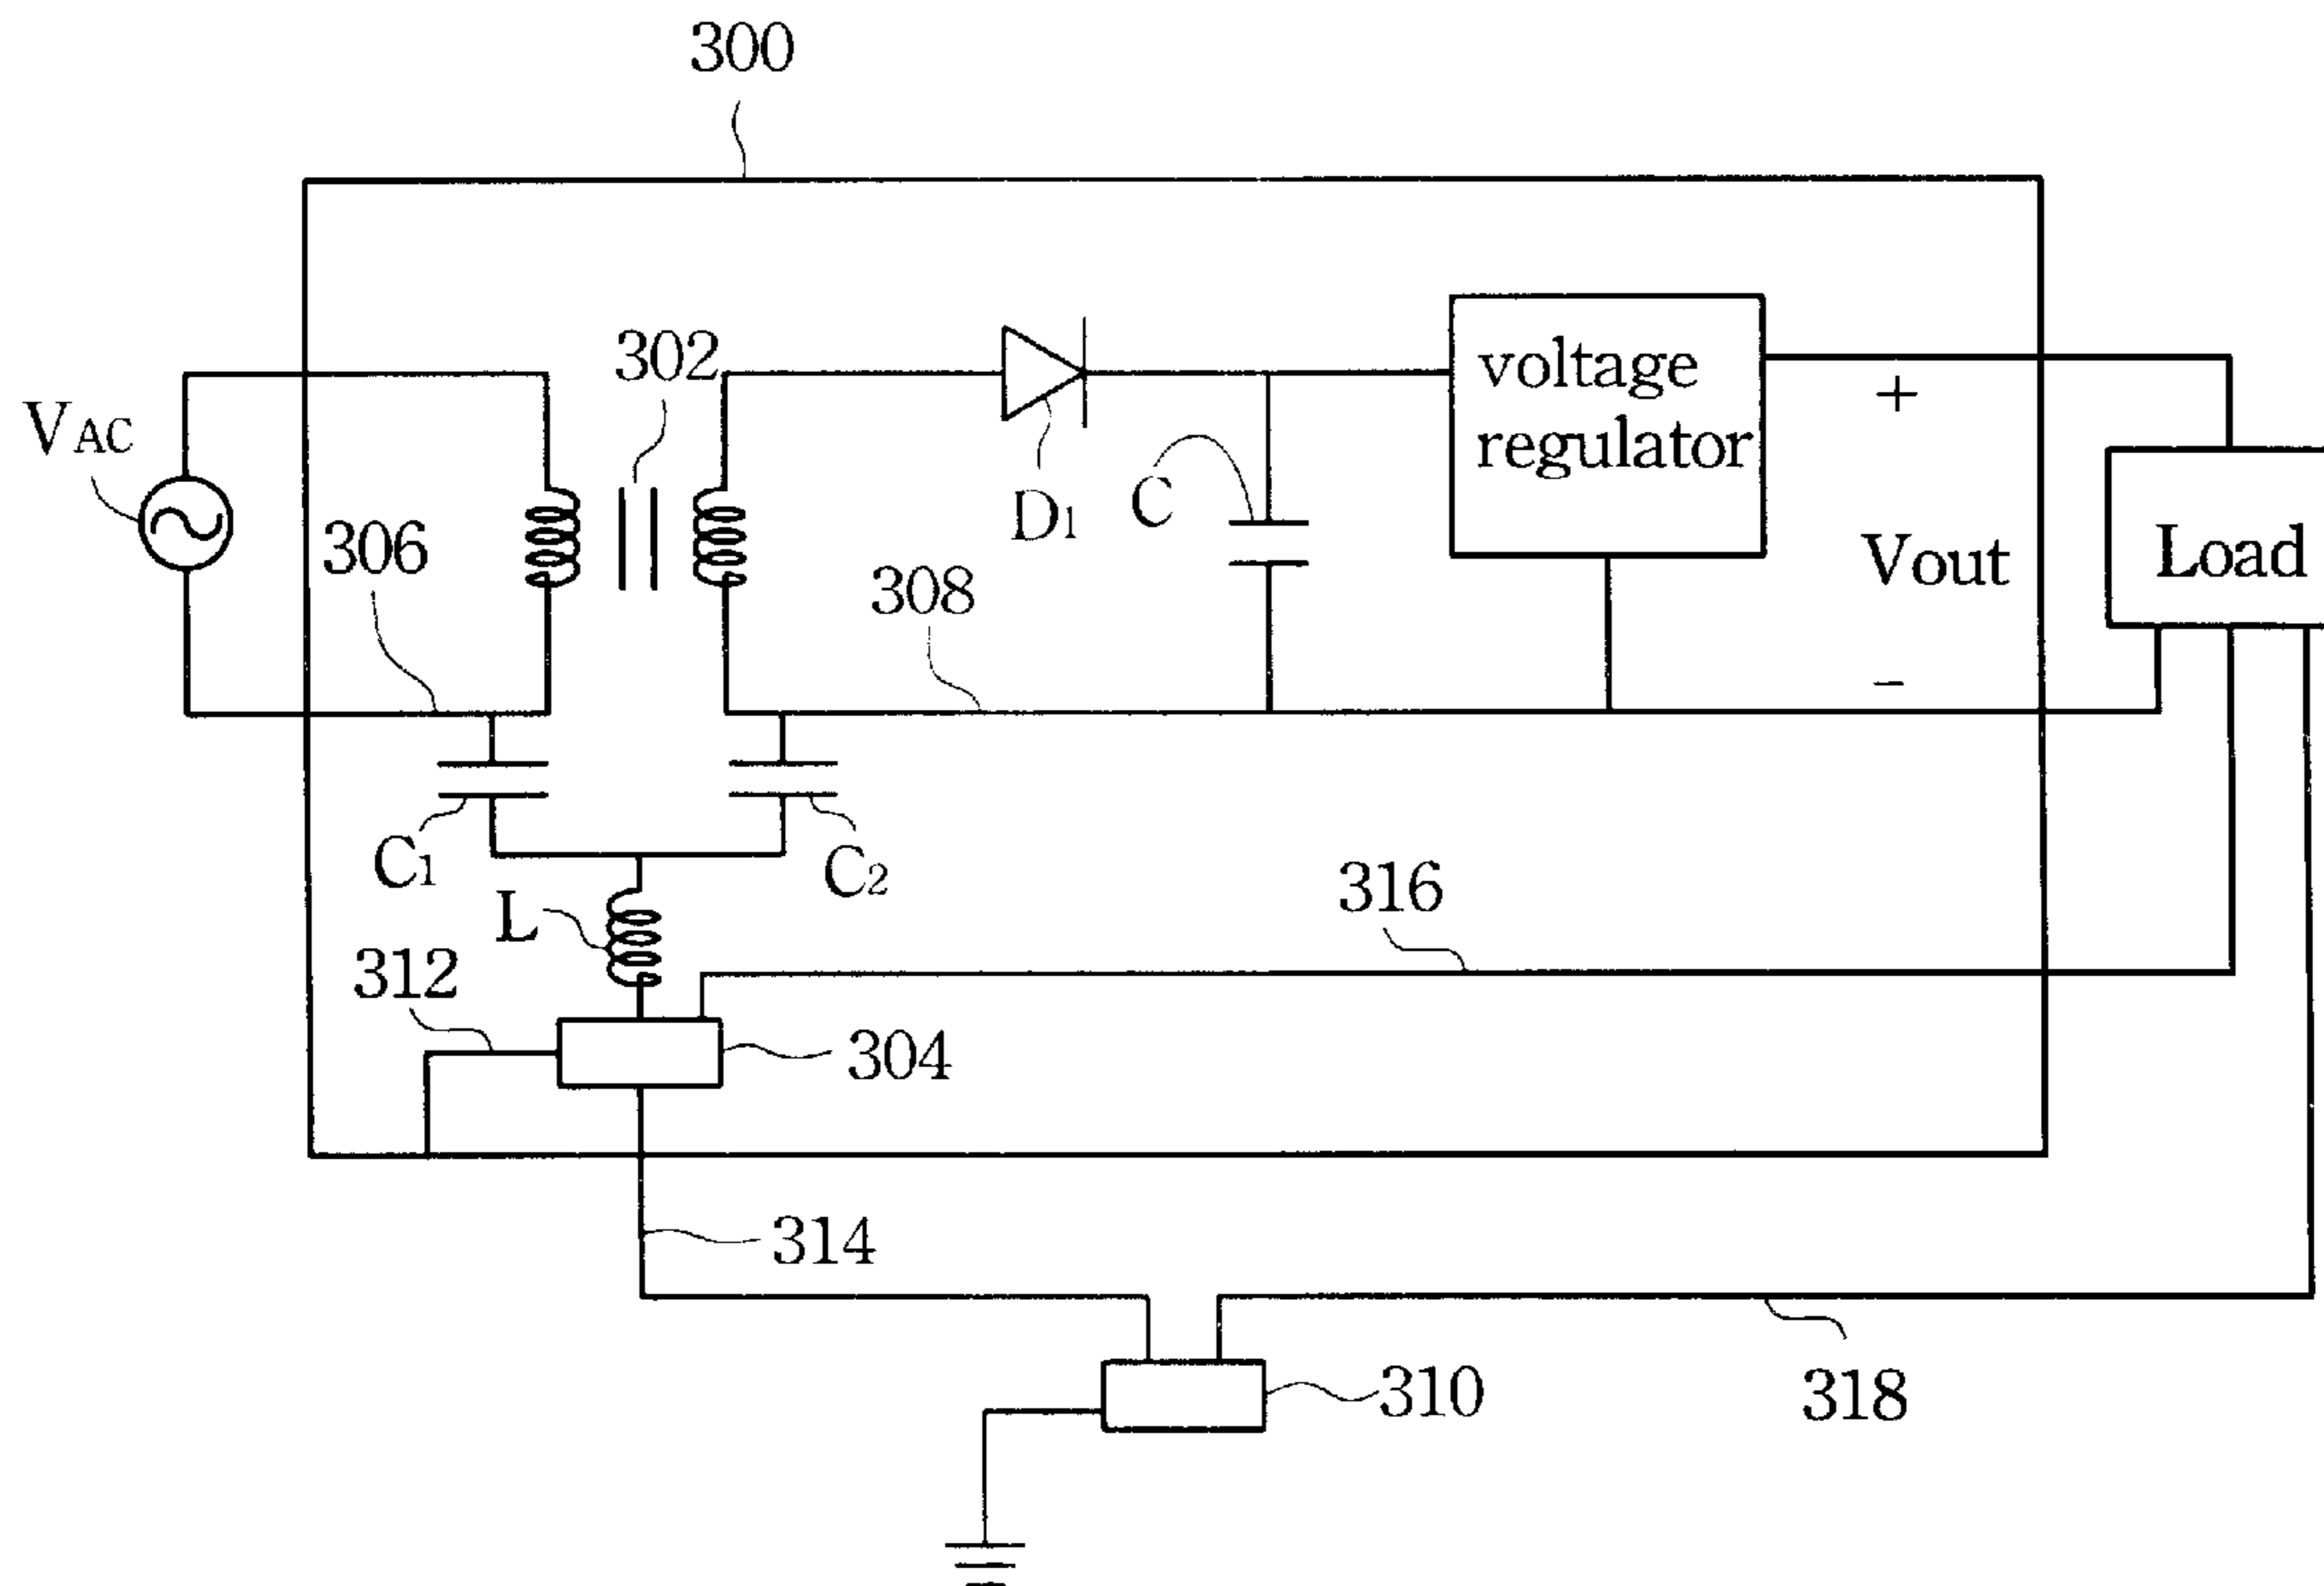 300
302
voltage
regulator
+
VAC
306
D1
C
Vout
Load
308
–
C1
C2
L
316
312
304
314
310
318